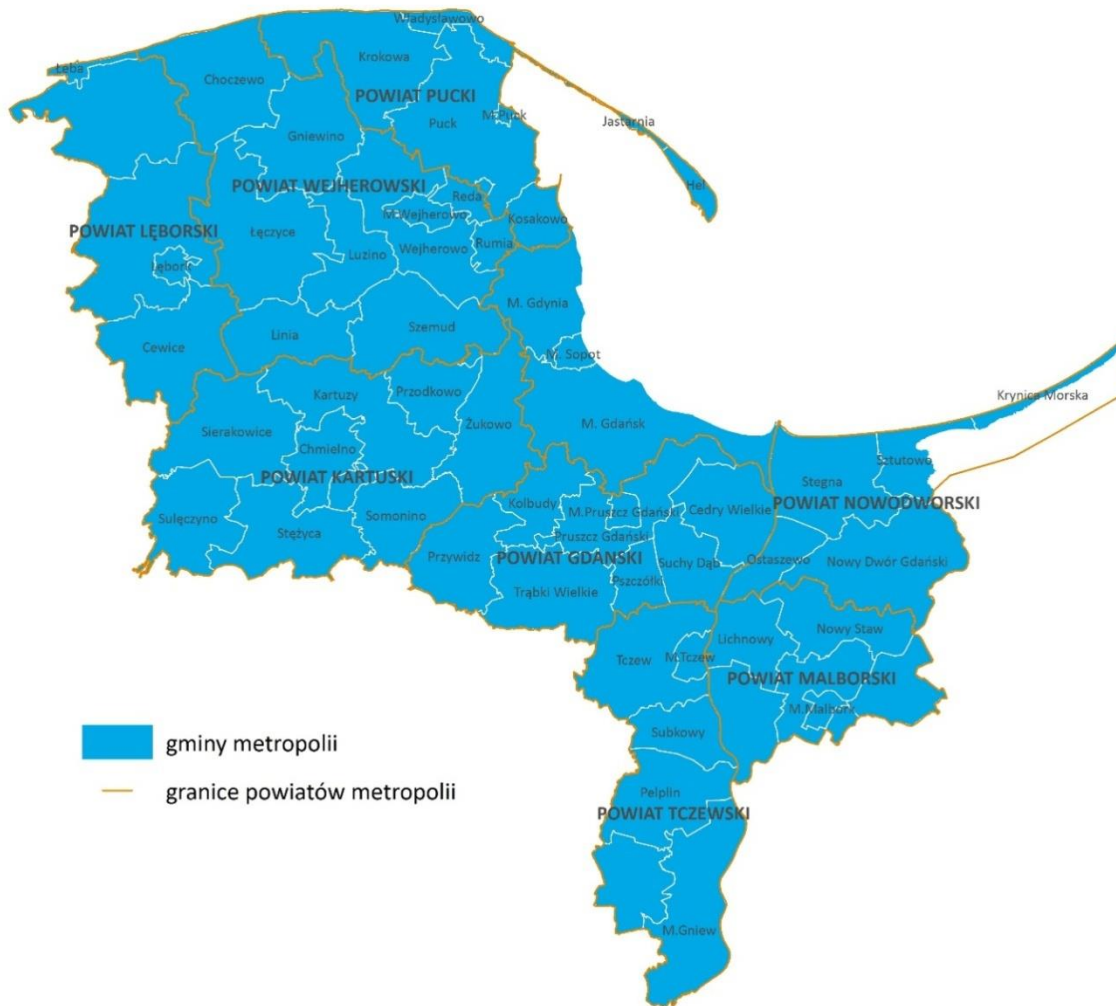 Władysławowo
Krokowa
Łeba
Choczewo
POWIAT PUCKI
Puck
M.Puck
Jastarnia
Gniewino
Hel
POWIAT WEJHEROWSKI
Reda
M.Wejherowo
Kosakowo
POWIAT LĘBORSKI
Łęczyce
Luzino
Wejherowo
Rumia
Lębork
M. Gdynia
Szemud
Linia
Cewice
M. Sopot
Kartuzy
Przodkowo
Krynica Morska
Sierakowice
Żukowo
M. Gdańsk
Chmielno
Sztutowo
POWIAT KARTUSKI
Stegna
Kolbudy
M.Pruszcz Gdański
Cedry Wielkie
POWIAT NOWODWORSKI
Sulęczyno
Somonino
Stężyca
Pruszcz Gdański
Przywidz
POWIAT GDAŃSKI
Suchy Dąb
Ostaszewo
Nowy Dwór Gdański
Pszczółki
Trąbki Wielkie
Lichnowy
Nowy Staw
Tczew
M.Tczew
POWIAT MALBORSKI
M.Malbork
Subkowy
gminy metropolii
granice powiatów metropolii
Pelplin
POWIAT TCZEWSKI
M.Gniew